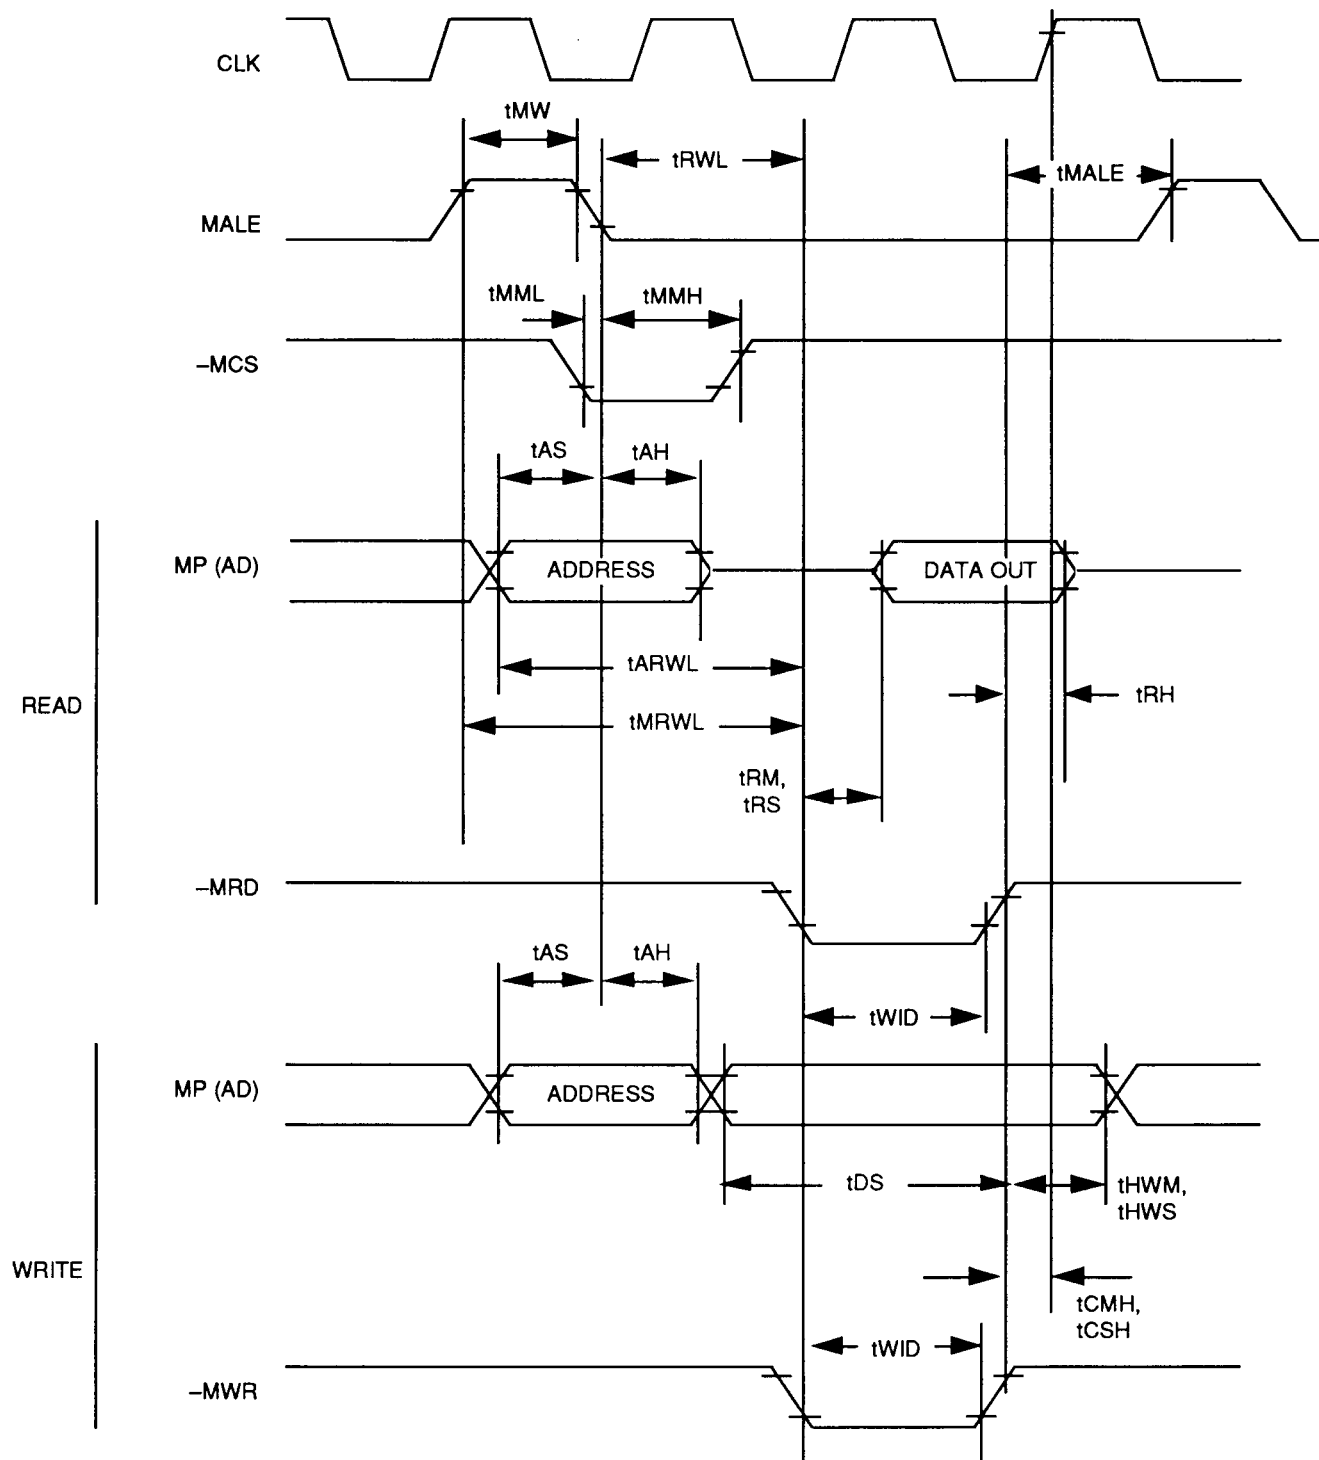 CLK
tMW
tRWL
tMALE
MALE
tMML
tMMH
–MCS
tAS
tAH
MP (AD)
ADDRESS
DATA OUT
tARWL
READ
tRH
tMRWL
tRM,
tRS
–MRD
tAS
tAH
tWID
MP (AD)
ADDRESS
tDS
tHWM,
tHWS
WRITE
tCMH,
tCSH
tWID
–MWR